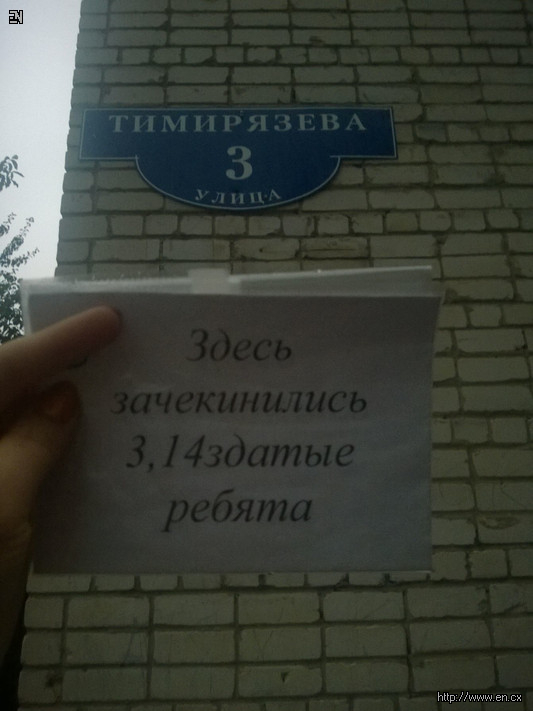 EN
ТИМИРЯЗЕВА
3
УЛИЦА
Здесь
зачекинились
3,14здатые
ребята
http://www.en.cx